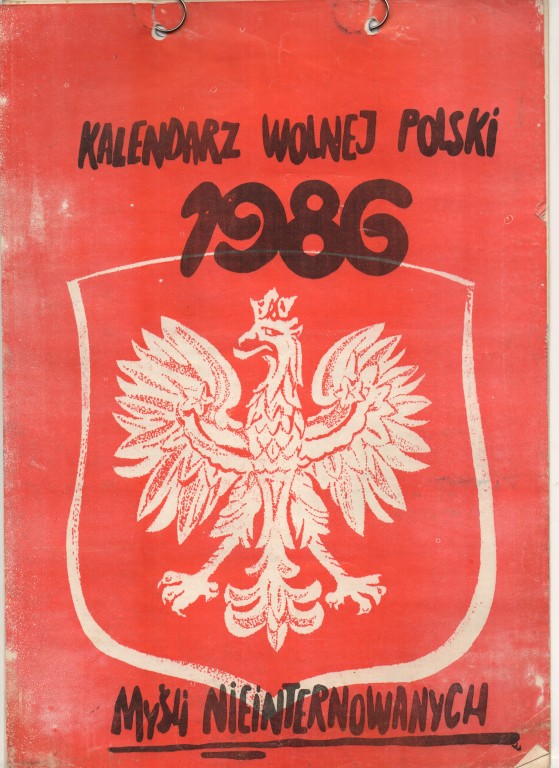 KALENDARZ WOLNEJ POLSKI
1986
MYŚLI NIEINTERNOWANYCH